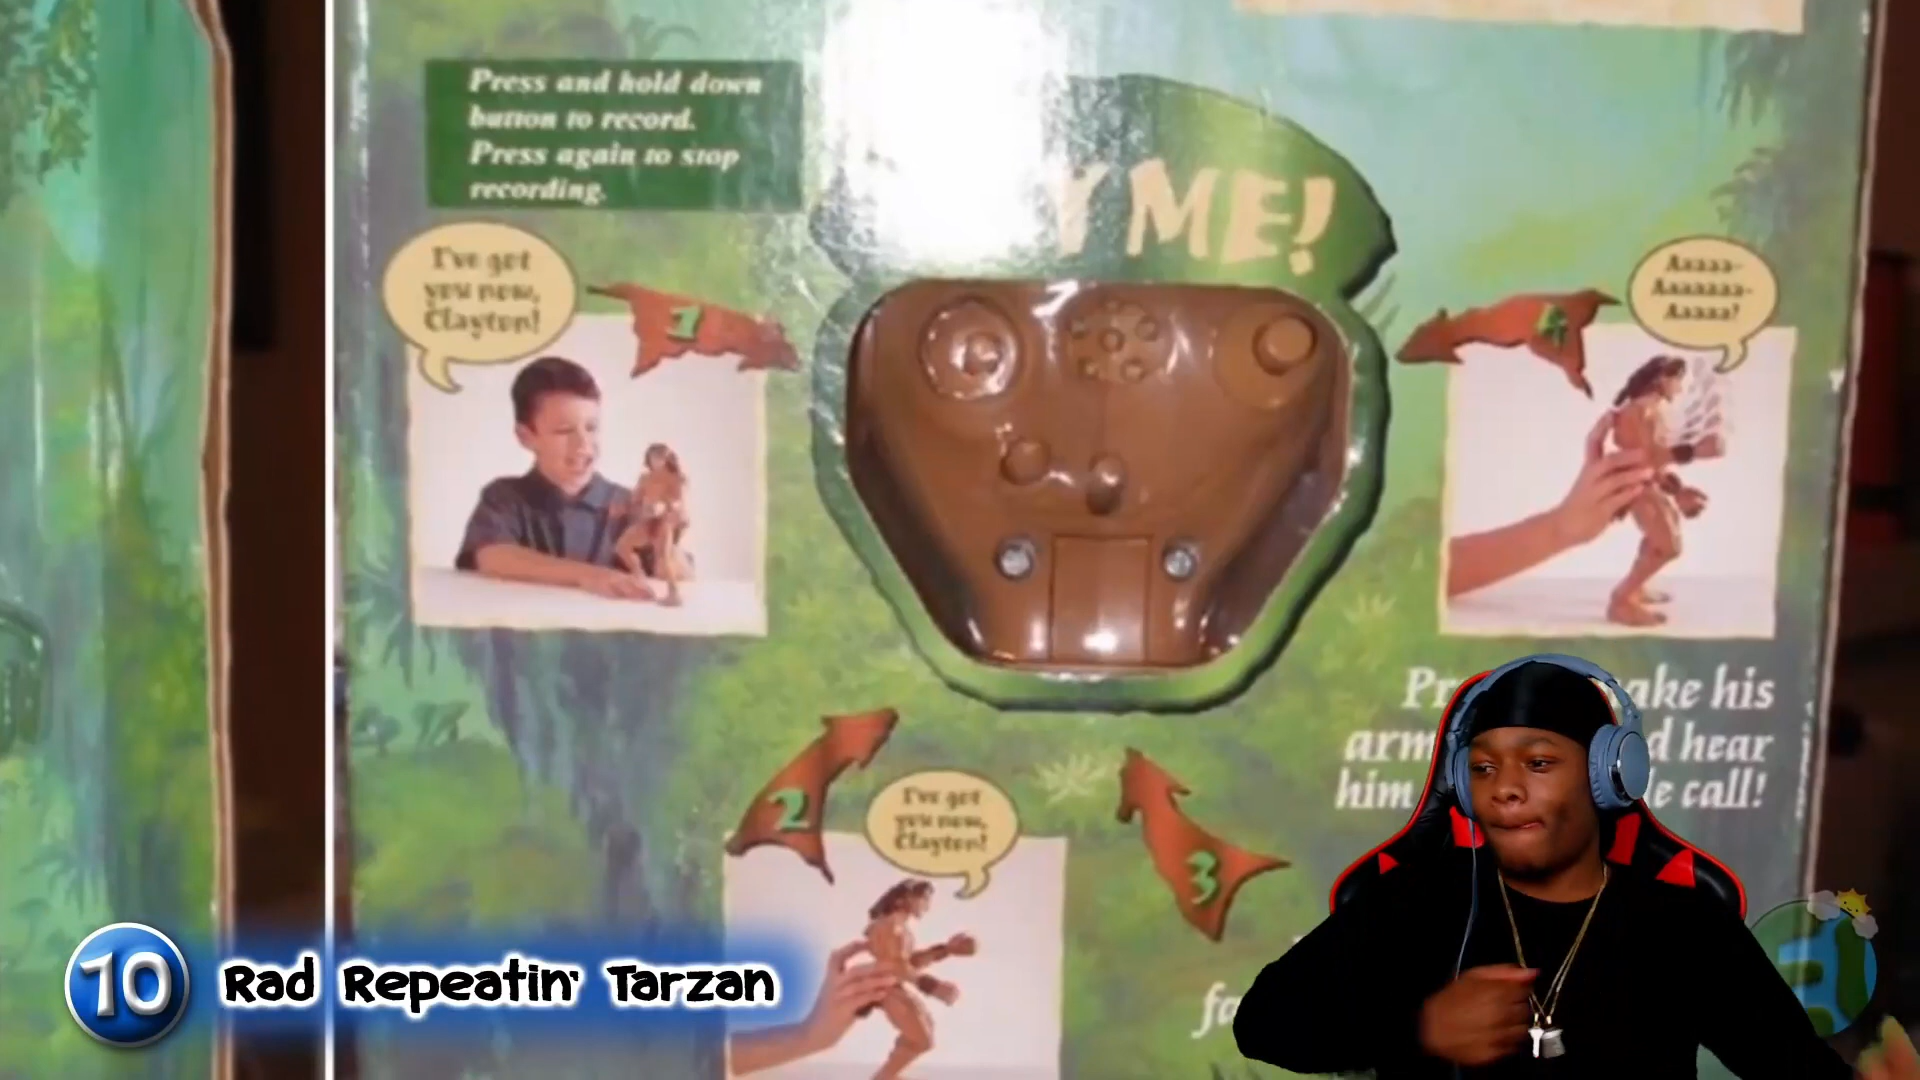 Press and hold down
button to record.
Press again to stop
recording.
Y ME!
I've got
you now,
Clayton!
1
4
Aaaaa-
Aaaaaaa-
Aaaaa!
ake his
arm d hear
him le call!
2
I've got
you now,
Clayton!
3
10 Rad Repeatin' Tarzan